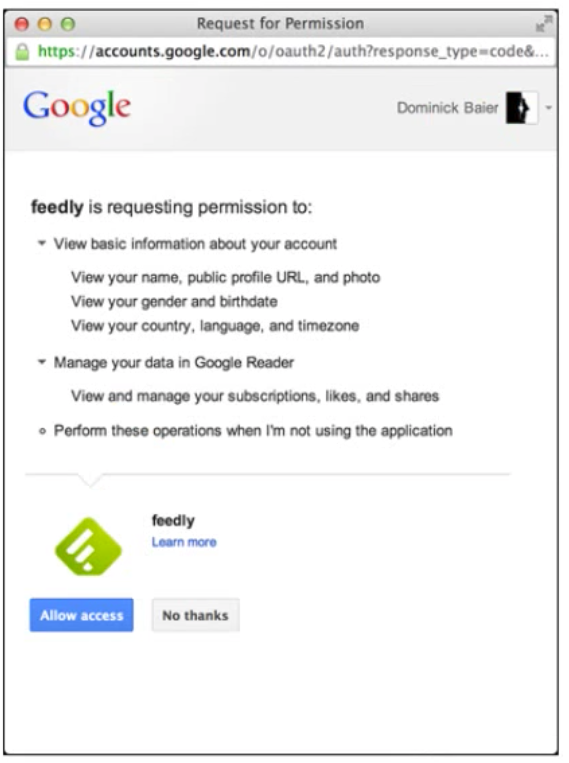 Request for Permission
https://accounts.google.com/o/oauth2/auth?response_type=code&...
Google
Dominick Baier
feedly is requesting permission to:
View basic information about your account
View your name, public profile URL, and photo
View your gender and birthdate
View your country, language, and timezone
Manage your data in Google Reader
View and manage your subscriptions, likes, and shares
Perform these operations when I'm not using the application
feedly
Learn more
Allow access
No thanks